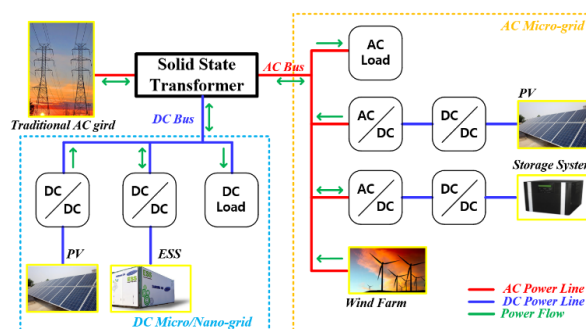 AC Micro-grid
Solid State
Transformer
AC Bus
AC
Load
Traditional AC gird
DC Bus
PV
AC
DC
DC
DC
Storage System
DC
DC
DC
DC
DC
Load
AC
DC
DC
DC
PV
ESS
Wind Farm
DC Micro/Nano-grid
AC Power Line
DC Power Line
Power Flow